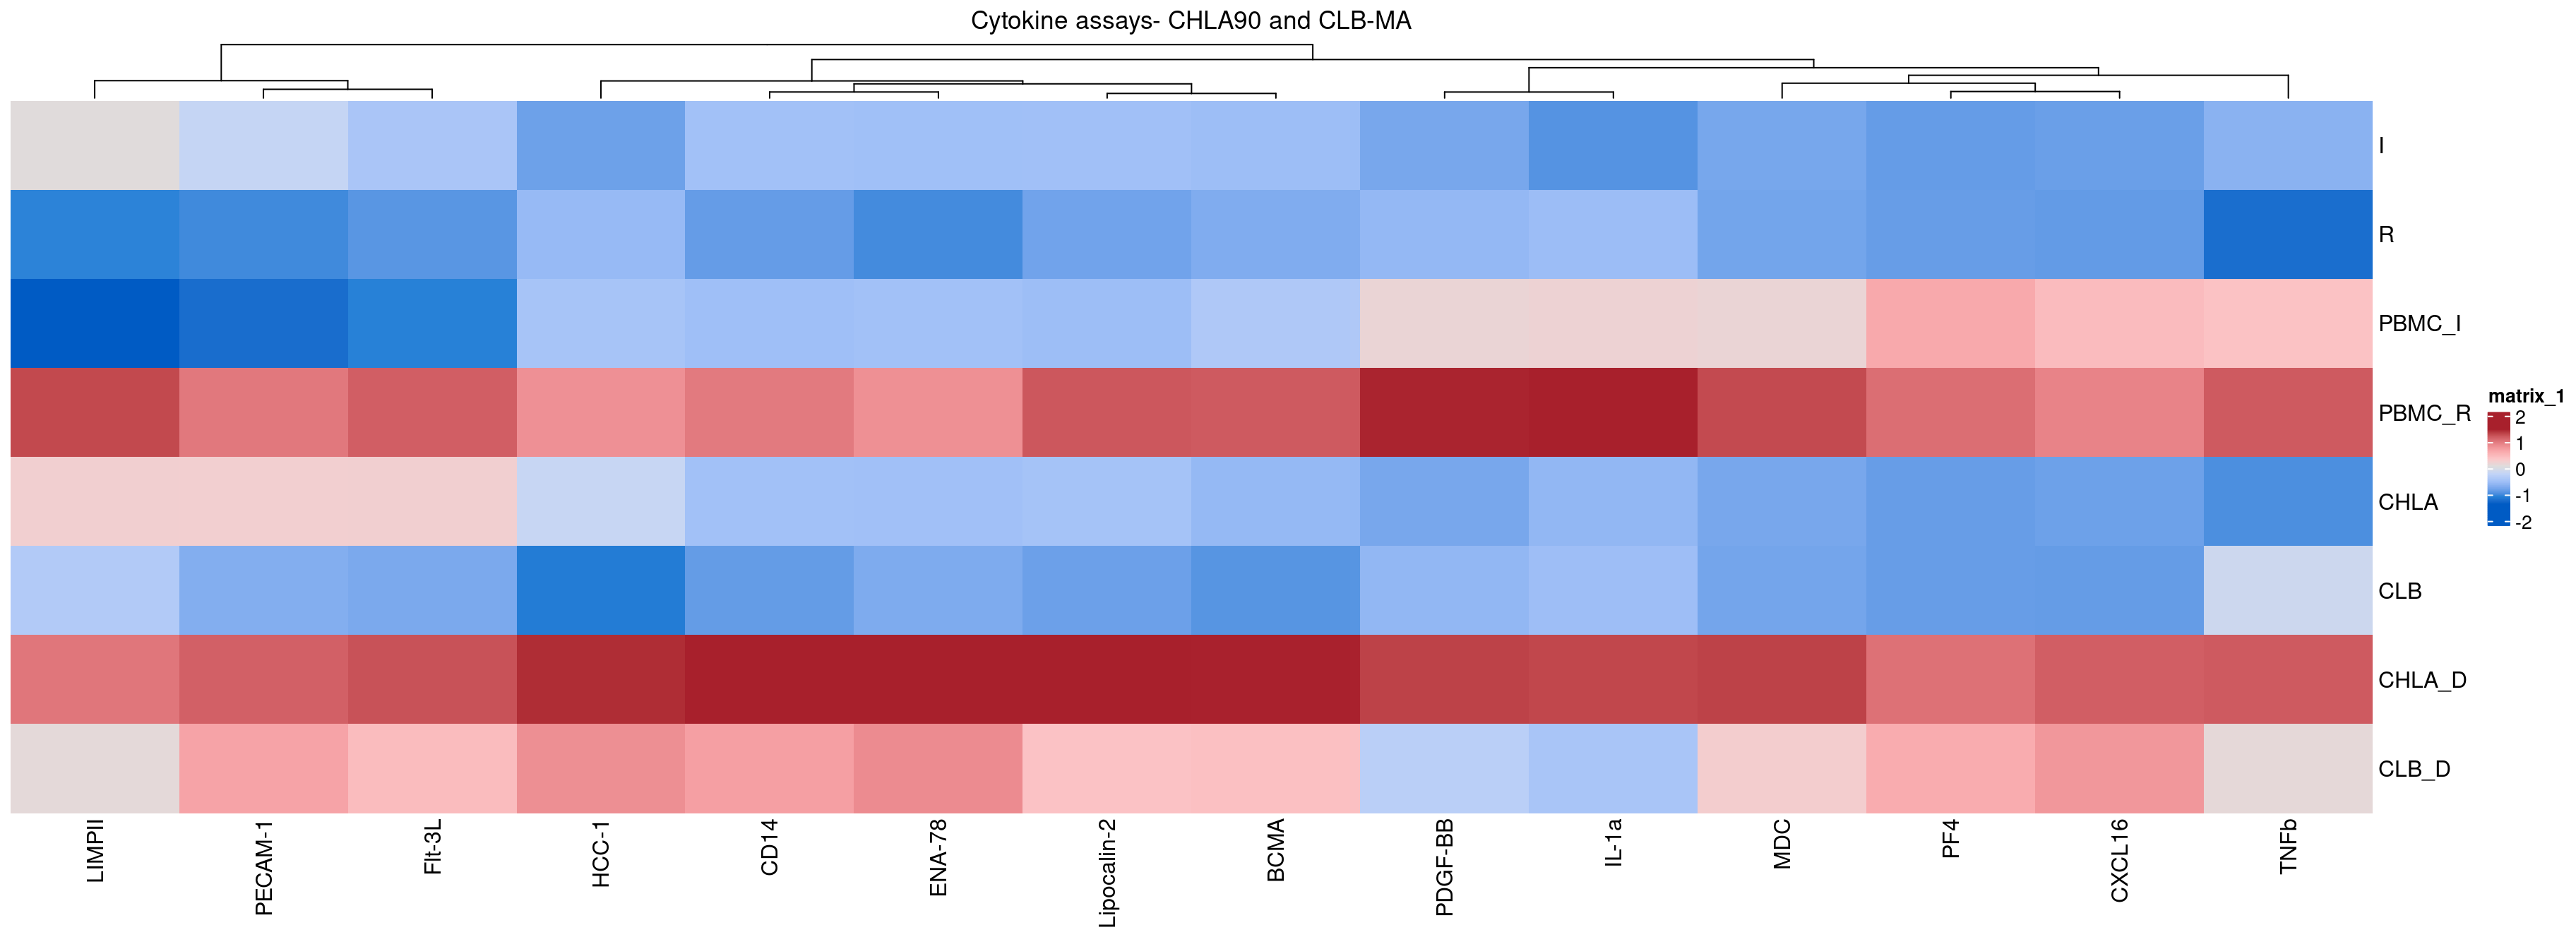 Cytokine assays- CHLA90 and CLB-MA
I
R
PBMC_I
PBMC_R
CHLA
CLB
CHLA_D
CLB_D
matrix_1
2
1
0
-1
-2
LIMPII
PECAM-1
Flt-3L
HCC-1
CD14
ENA-78
Lipocalin-2
BCMA
PDGF-BB
IL-1a
MDC
PF4
CXCL16
TNFb